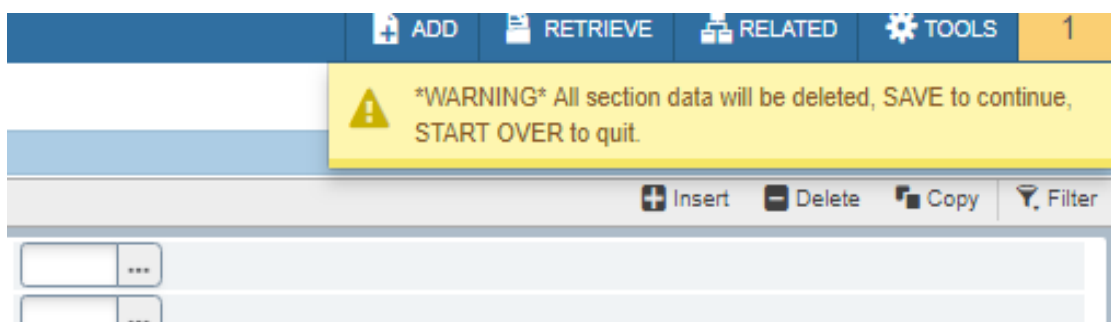 ADD RETRIEVE RELATED TOOLS 1
*WARNING* All section data will be deleted, SAVE to continue,
START OVER to quit.
Insert Delete Copy Filter
...
...